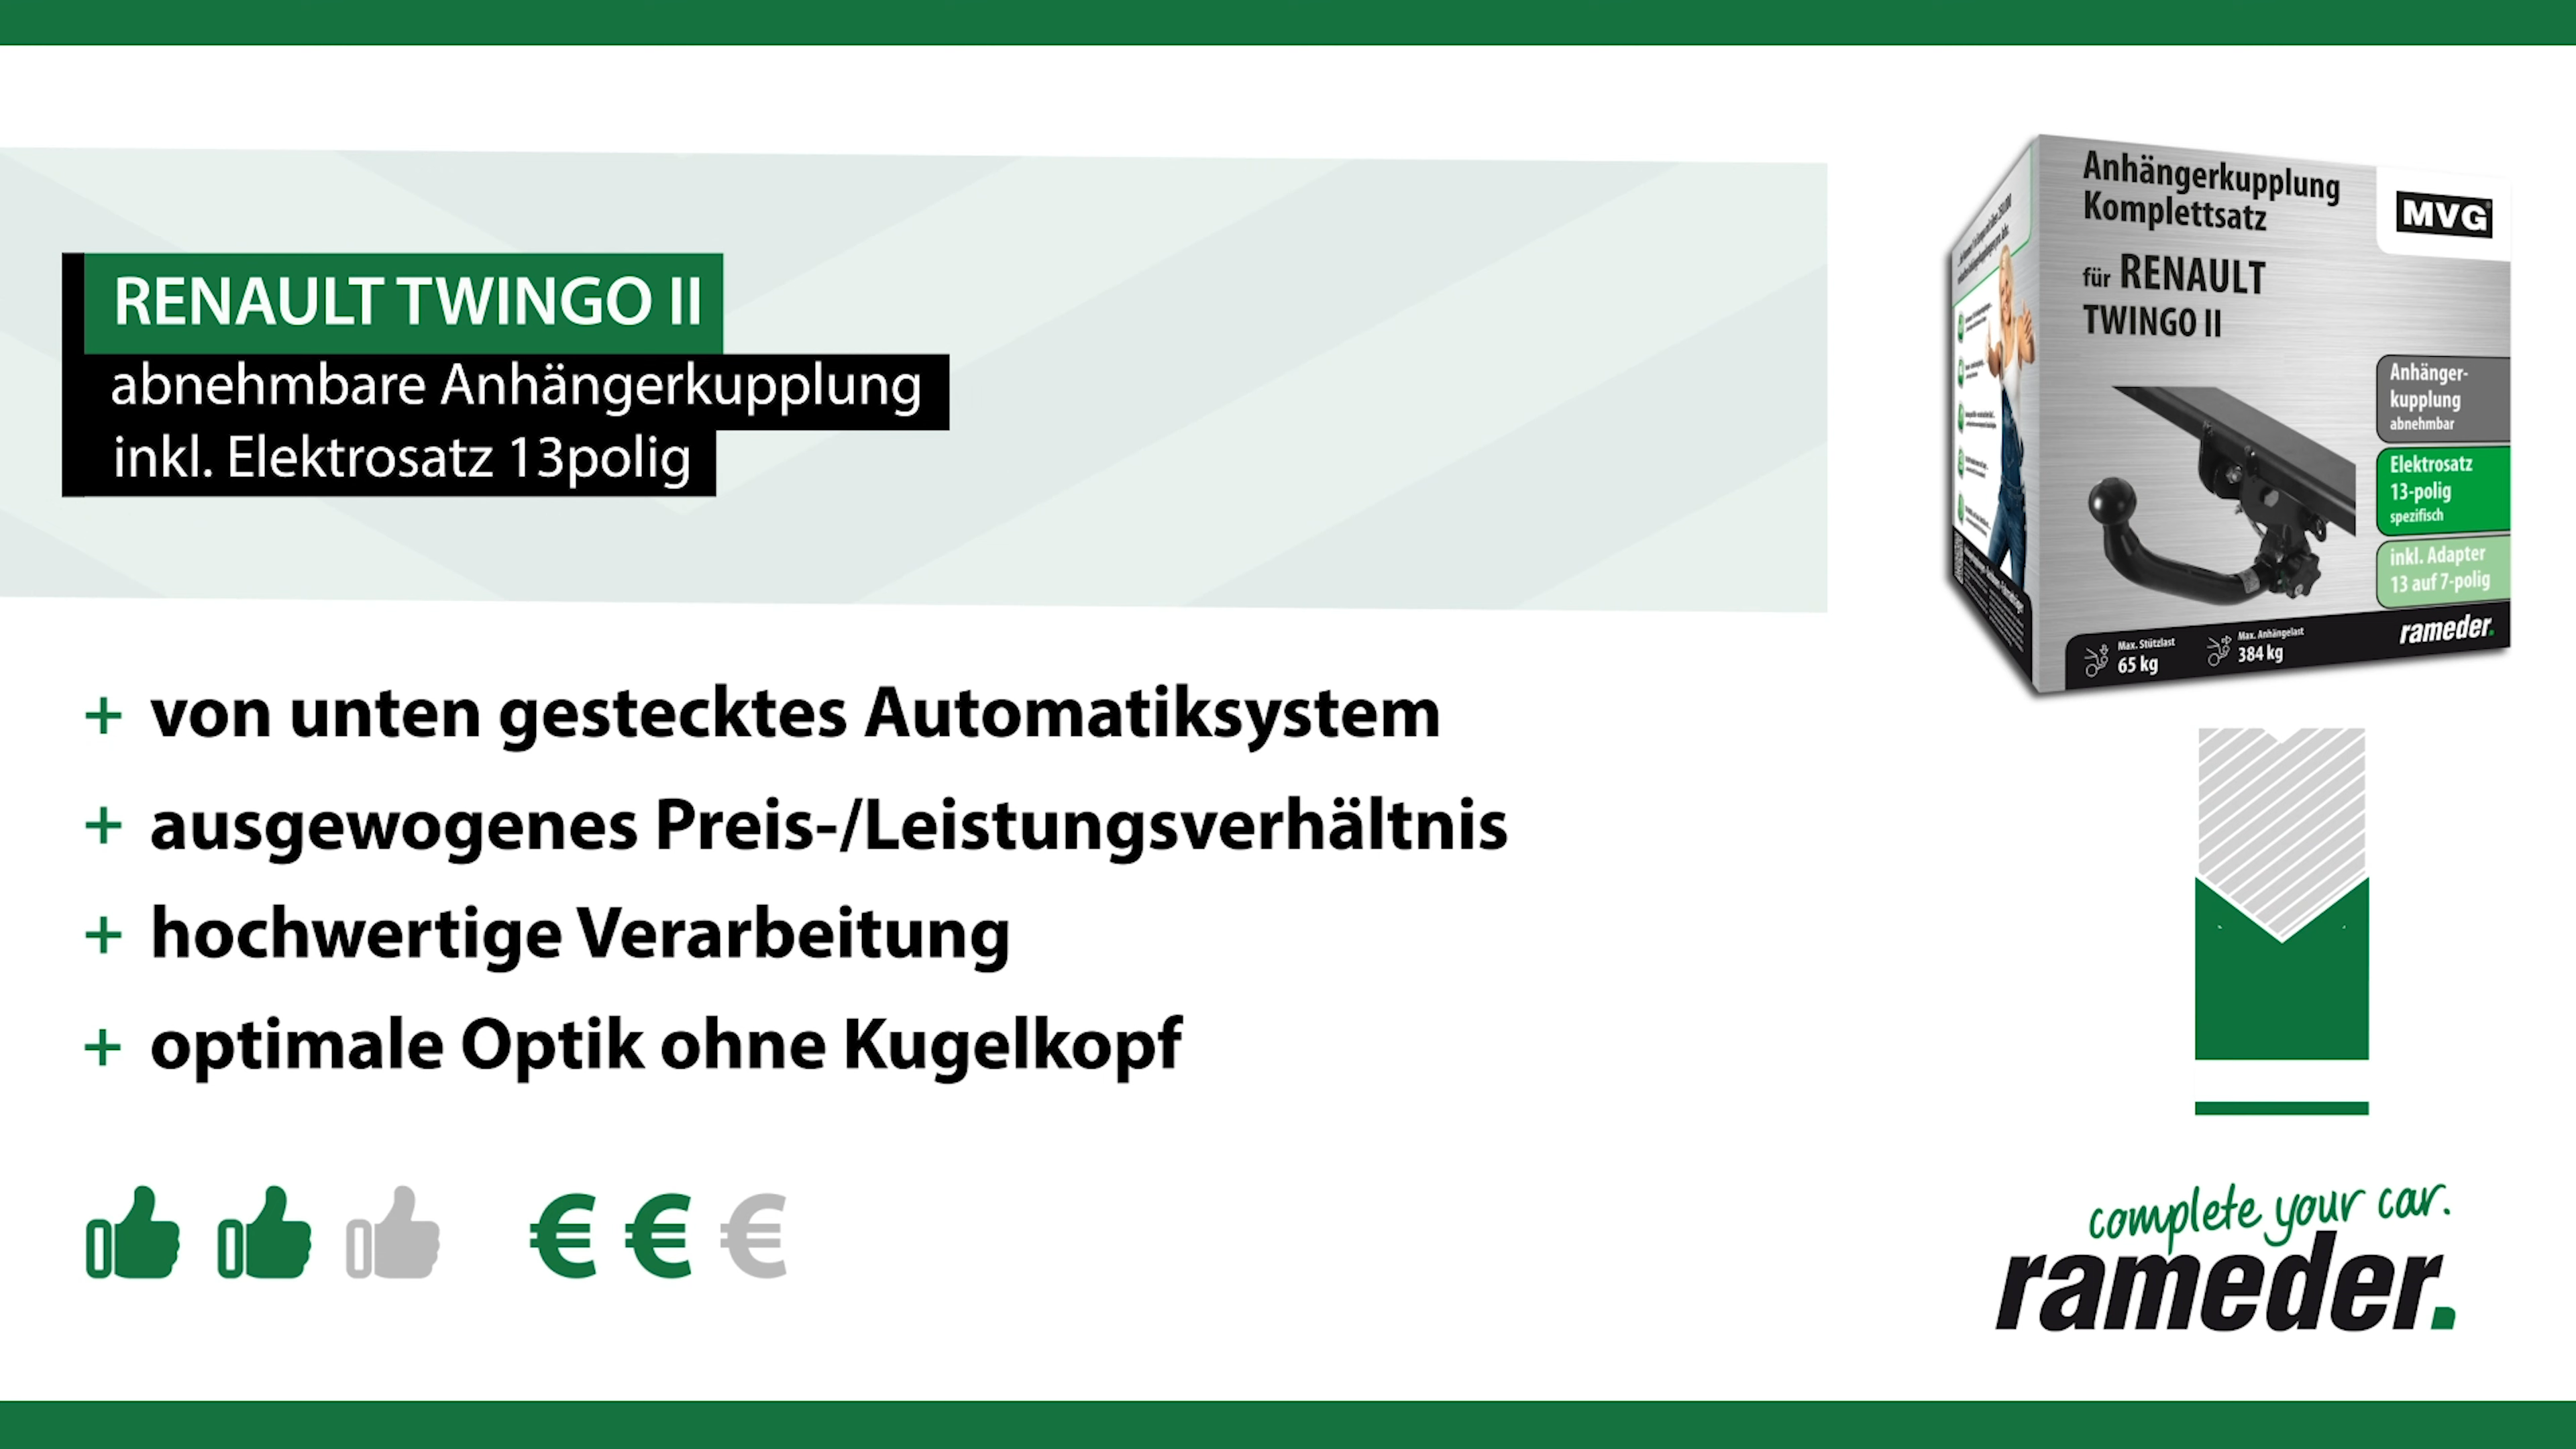 RENAULT TWINGO II
abnehmbare Anhängerkupplung
inkl. Elektrosatz 13polig
+ von unten gestecktes Automatiksystem
+ ausgewogenes Preis-/Leistungsverhältnis
+ hochwertige Verarbeitung
+ optimale Optik ohne Kugelkopf
€ € €
Anhängerkupplung
Komplettsatz
für RENAULT
TWINGO II
MVG
Anhänger-
kupplung
abnehmbar
Elektrosatz
13-polig
spezifisch
inkl. Adapter
13 auf 7-polig
Max. Stützlast
65 kg
Max. Anhängelast
384 kg
rameder.
complete your car.
rameder.